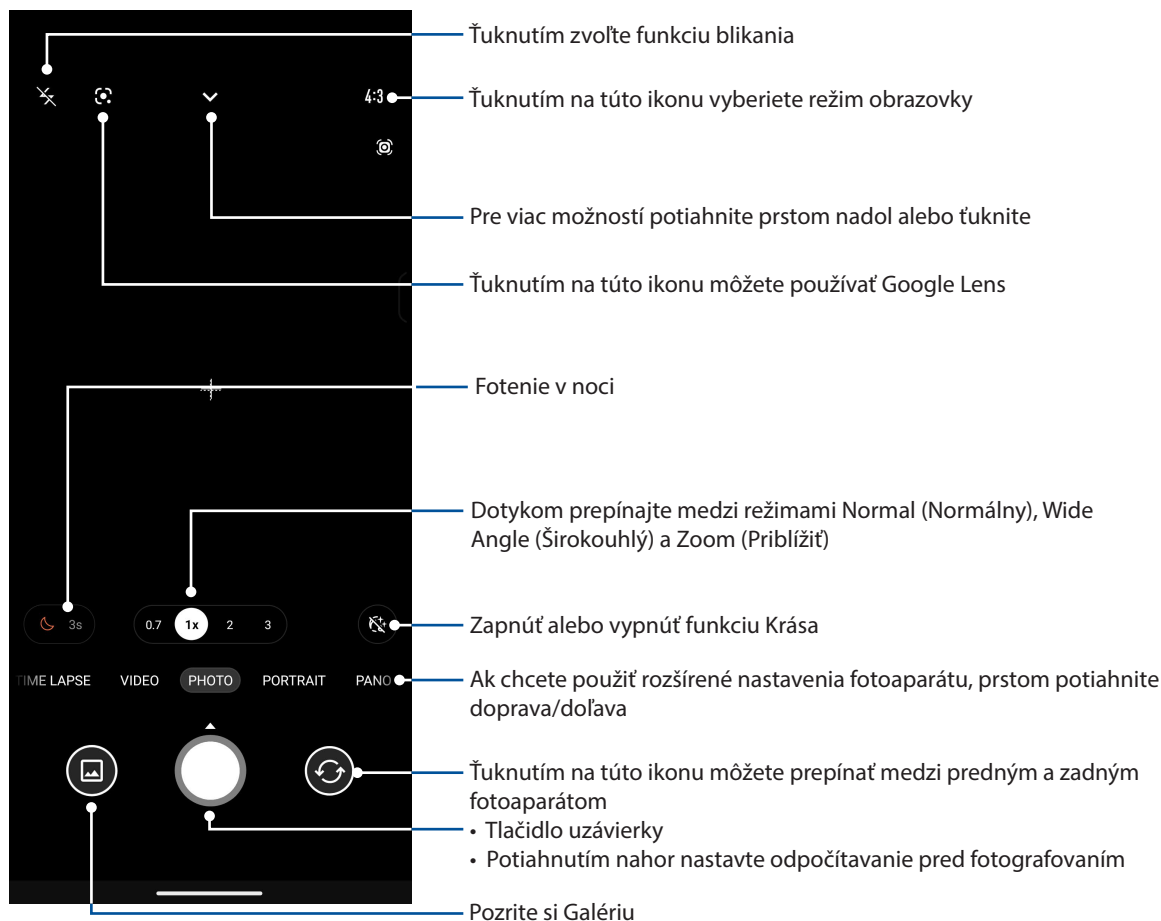 Ťuknutím zvoľte funkciu blikania
4:3
Ťuknutím na túto ikonu vyberiete režim obrazovky
Pre viac možností potiahnite prstom nadol alebo ťuknite
Ťuknutím na túto ikonu môžete používať Google Lens
Fotenie v noci
Dotykom prepínajte medzi režimami Normal (Normálny), Wide
Angle (Širokouhlý) a Zoom (Priblížiť)
3s
0.7 1x 2 3
Zapnúť alebo vypnúť funkciu Krása
TIME LAPSE VIDEO PHOTO PORTRAIT PANO
Ak chcete použiť rozšírené nastavenia fotoaparátu, prstom potiahnite
doprava/doľava
Ťuknutím na túto ikonu môžete prepínať medzi predným a zadným
fotoaparátom
• Tlačidlo uzávierky
• Potiahnutím nahor nastavte odpočítavanie pred fotografovaním
Pozrite si Galériu